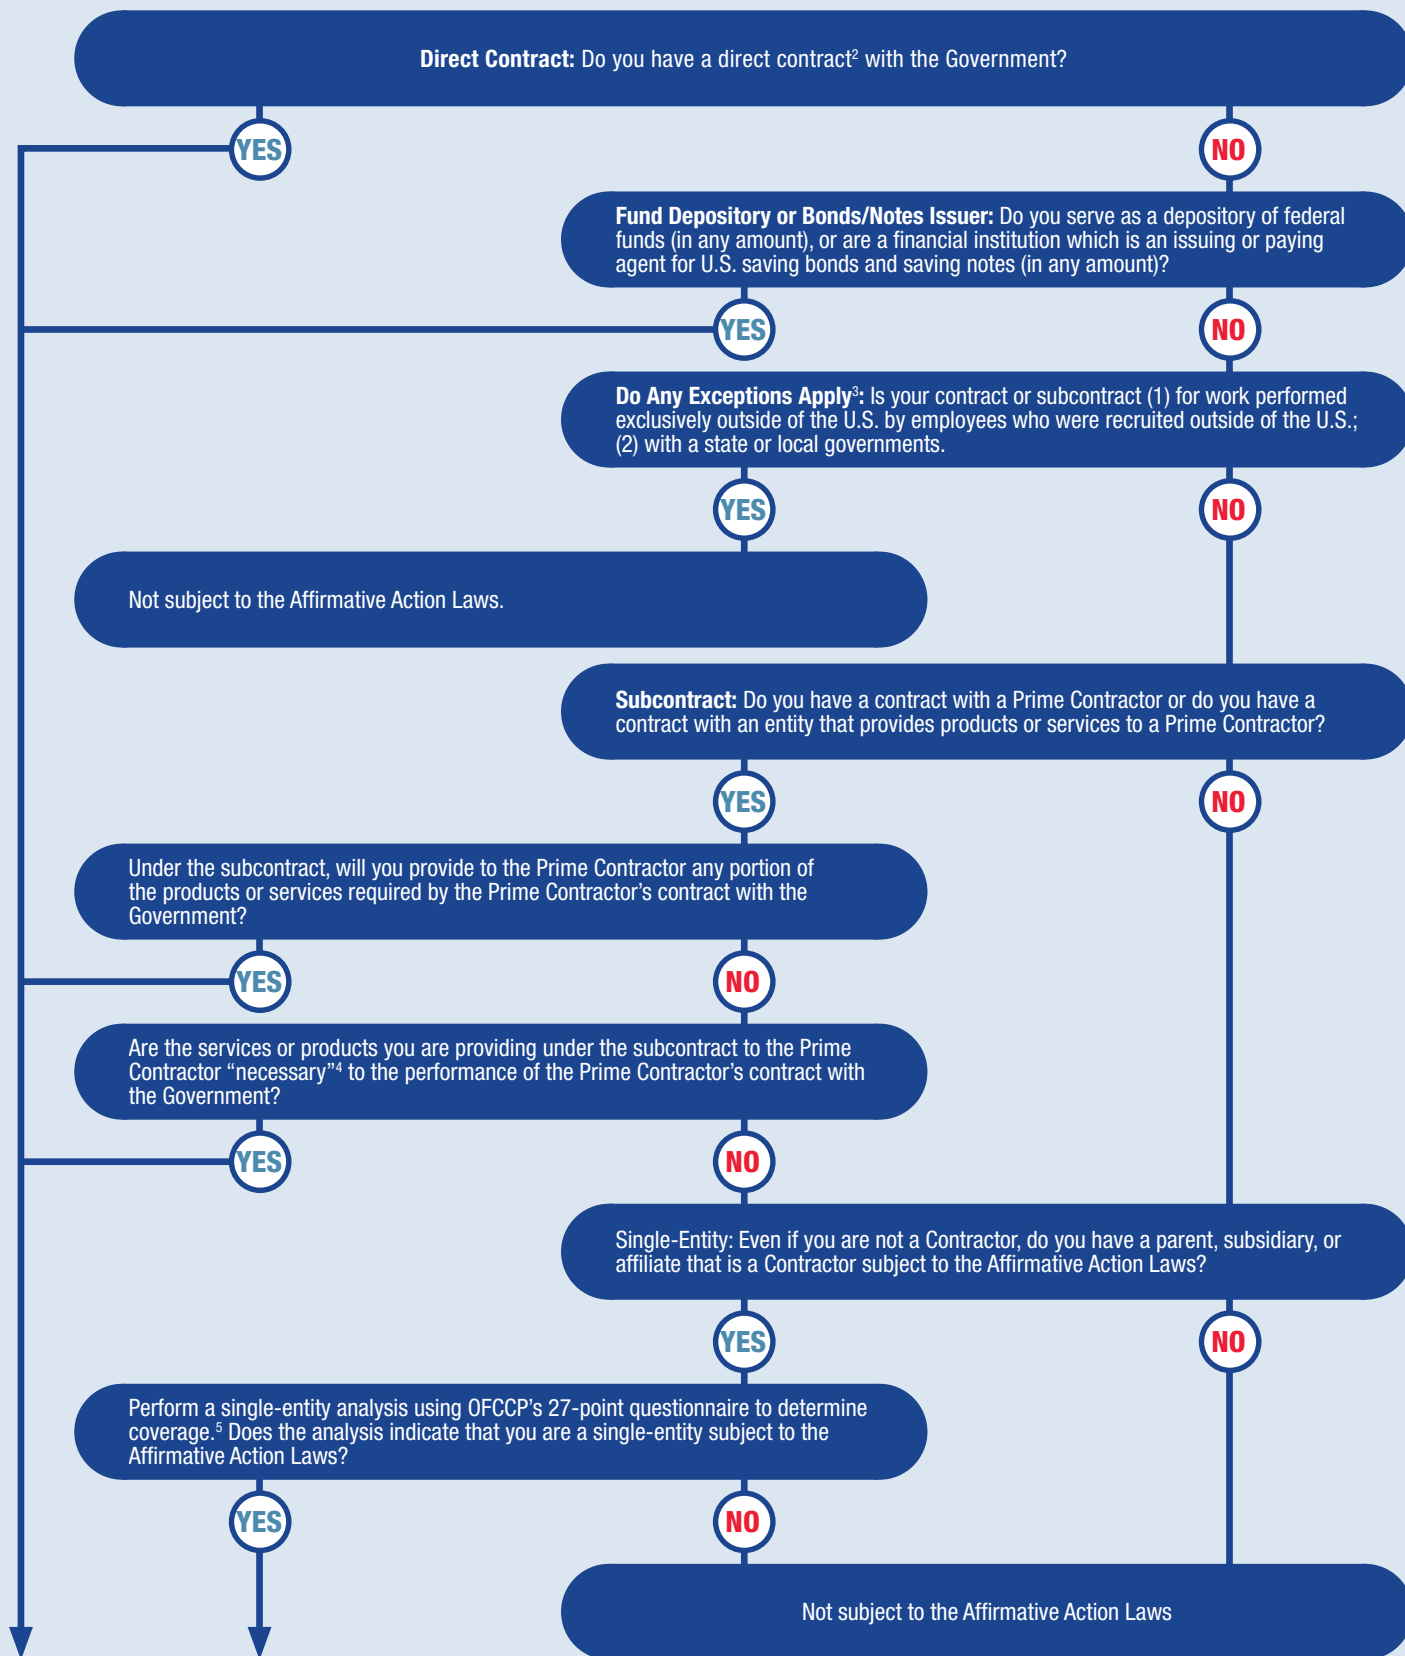 Direct Contract: Do you have a direct contract² with the Government?
YES
NO
Fund Depository or Bonds/Notes Issuer: Do you serve as a depository of federal
funds (in any amount), or are a financial institution which is an issuing or paying
agent for U.S. saving bonds and saving notes (in any amount)?
YES
NO
Do Any Exceptions Apply³: Is your contract or subcontract (1) for work performed
exclusively outside of the U.S. by employees who were recruited outside of the U.S.;
(2) with a state or local governments.
YES
NO
Not subject to the Affirmative Action Laws.
Subcontract: Do you have a contract with a Prime Contractor or do you have a
contract with an entity that provides products or services to a Prime Contractor?
YES
NO
Under the subcontract, will you provide to the Prime Contractor any portion of
the products or services required by the Prime Contractor’s contract with the
Government?
YES
NO
Are the services or products you are providing under the subcontract to the Prime
Contractor “necessary”⁴ to the performance of the Prime Contractor’s contract with
the Government?
YES
NO
Single-Entity: Even if you are not a Contractor, do you have a parent, subsidiary, or
affiliate that is a Contractor subject to the Affirmative Action Laws?
YES
NO
Perform a single-entity analysis using OFCCP’s 27-point questionnaire to determine
coverage.⁵ Does the analysis indicate that you are a single-entity subject to the
Affirmative Action Laws?
YES
NO
Not subject to the Affirmative Action Laws